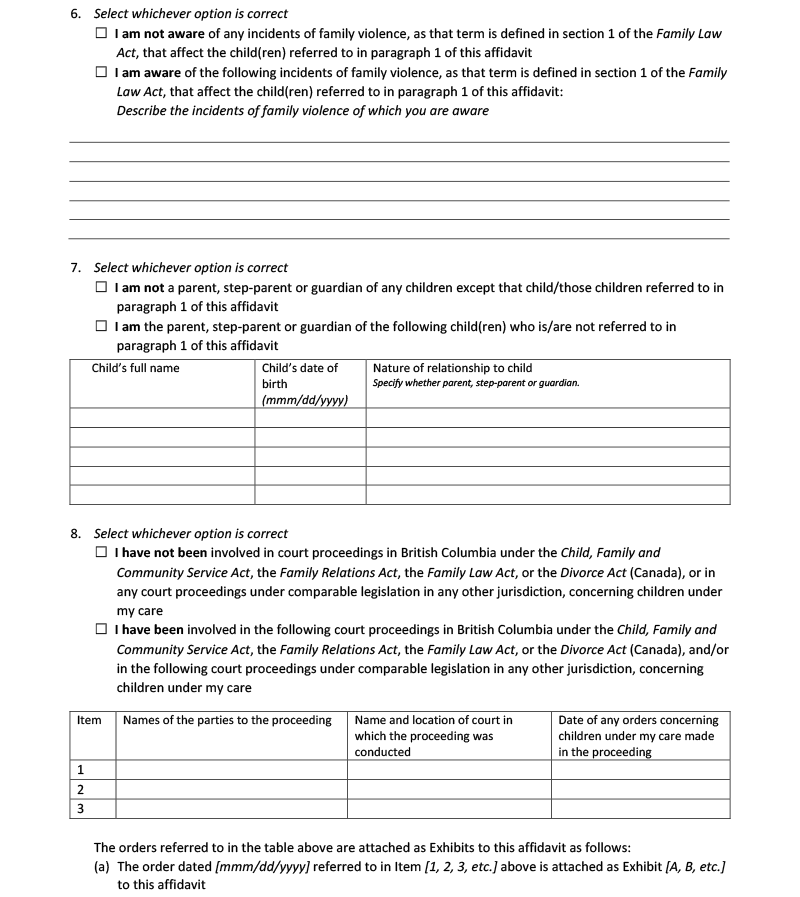 6. Select whichever option is correct
☐ I am not aware of any incidents of family violence, as that term is defined in section 1 of the Family Law
Act, that affect the child(ren) referred to in paragraph 1 of this affidavit
☐ I am aware of the following incidents of family violence, as that term is defined in section 1 of the Family
Law Act, that affect the child(ren) referred to in paragraph 1 of this affidavit:
Describe the incidents of family violence of which you are aware
7. Select whichever option is correct
☐ I am not a parent, step-parent or guardian of any children except that child/those children referred to in
paragraph 1 of this affidavit
☐ I am the parent, step-parent or guardian of the following child(ren) who is/are not referred to in
paragraph 1 of this affidavit
Child's full name
Child's date of
birth
(mmm/dd/yyyy)
Nature of relationship to child
Specify whether parent, step-parent or guardian.
8. Select whichever option is correct
☐ I have not been involved in court proceedings in British Columbia under the Child, Family and
Community Service Act, the Family Relations Act, the Family Law Act, or the Divorce Act (Canada), or in
any court proceedings under comparable legislation in any other jurisdiction, concerning children under
my care
☐ I have been involved in the following court proceedings in British Columbia under the Child, Family and
Community Service Act, the Family Relations Act, the Family Law Act, or the Divorce Act (Canada), and/or
in the following court proceedings under comparable legislation in any other jurisdiction, concerning
children under my care
Item
Names of the parties to the proceeding
Name and location of court in
which the proceeding was
conducted
Date of any orders concerning
children under my care made
in the proceeding
1
2
3
The orders referred to in the table above are attached as Exhibits to this affidavit as follows:
(a) The order dated [mmm/dd/yyyy] referred to in Item [1, 2, 3, etc.] above is attached as Exhibit [A, B, etc.]
to this affidavit